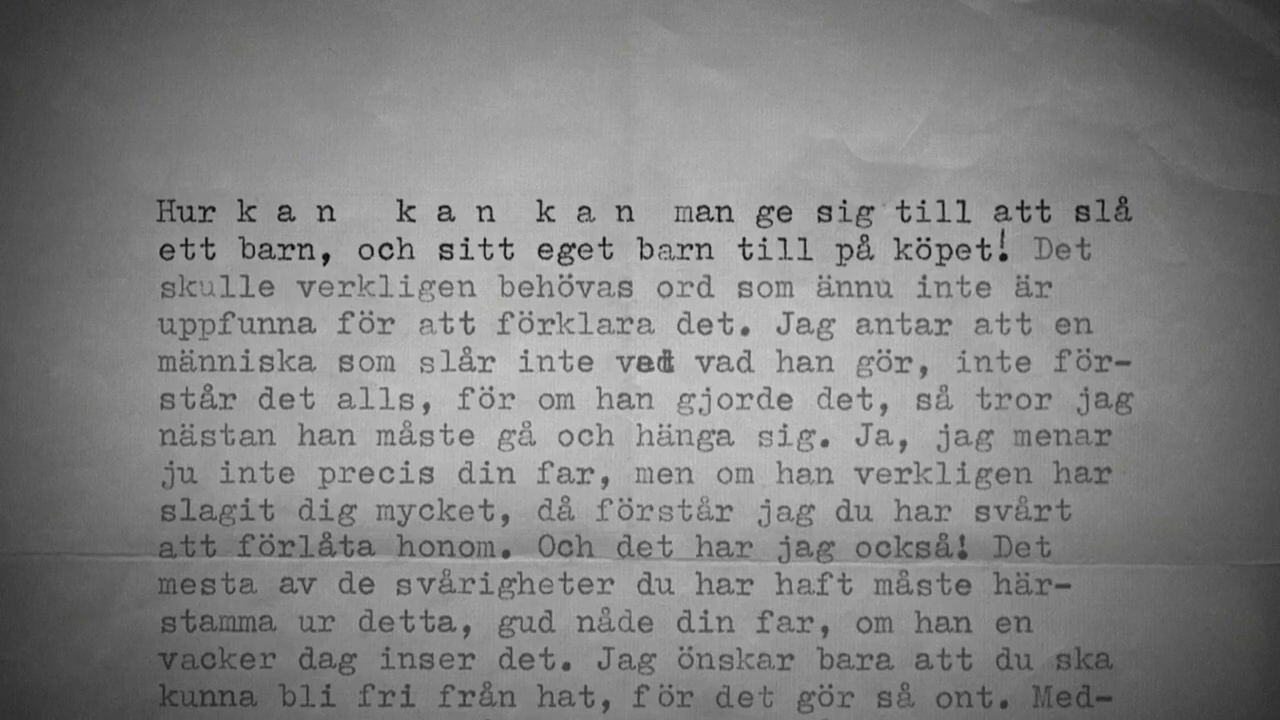 Hur k a n  k a n  k a n  man ge sig till att slå
ett barn, och sitt eget barn till på köpet! Det
skulle verkligen behövas ord som ännu inte är
uppfunna för att förklara det. Jag antar att en
människa som slår inte vad han gör, inte för-
står det alls, för om han gjorde det, så tror jag
nästan han måste gå och hänga sig. Ja, jag menar
ju inte precis din far, men om han verkligen har
slagit dig mycket, då förstår jag du har svårt
att förlåta honom. Och det har jag också! Det
mesta av de svårigheter du har haft måste här-
stamma ur detta, gud nåde din far, om han en
vacker dag inser det. Jag önskar bara att du ska
kunna bli fri från hat, för det gör så ont. Med-